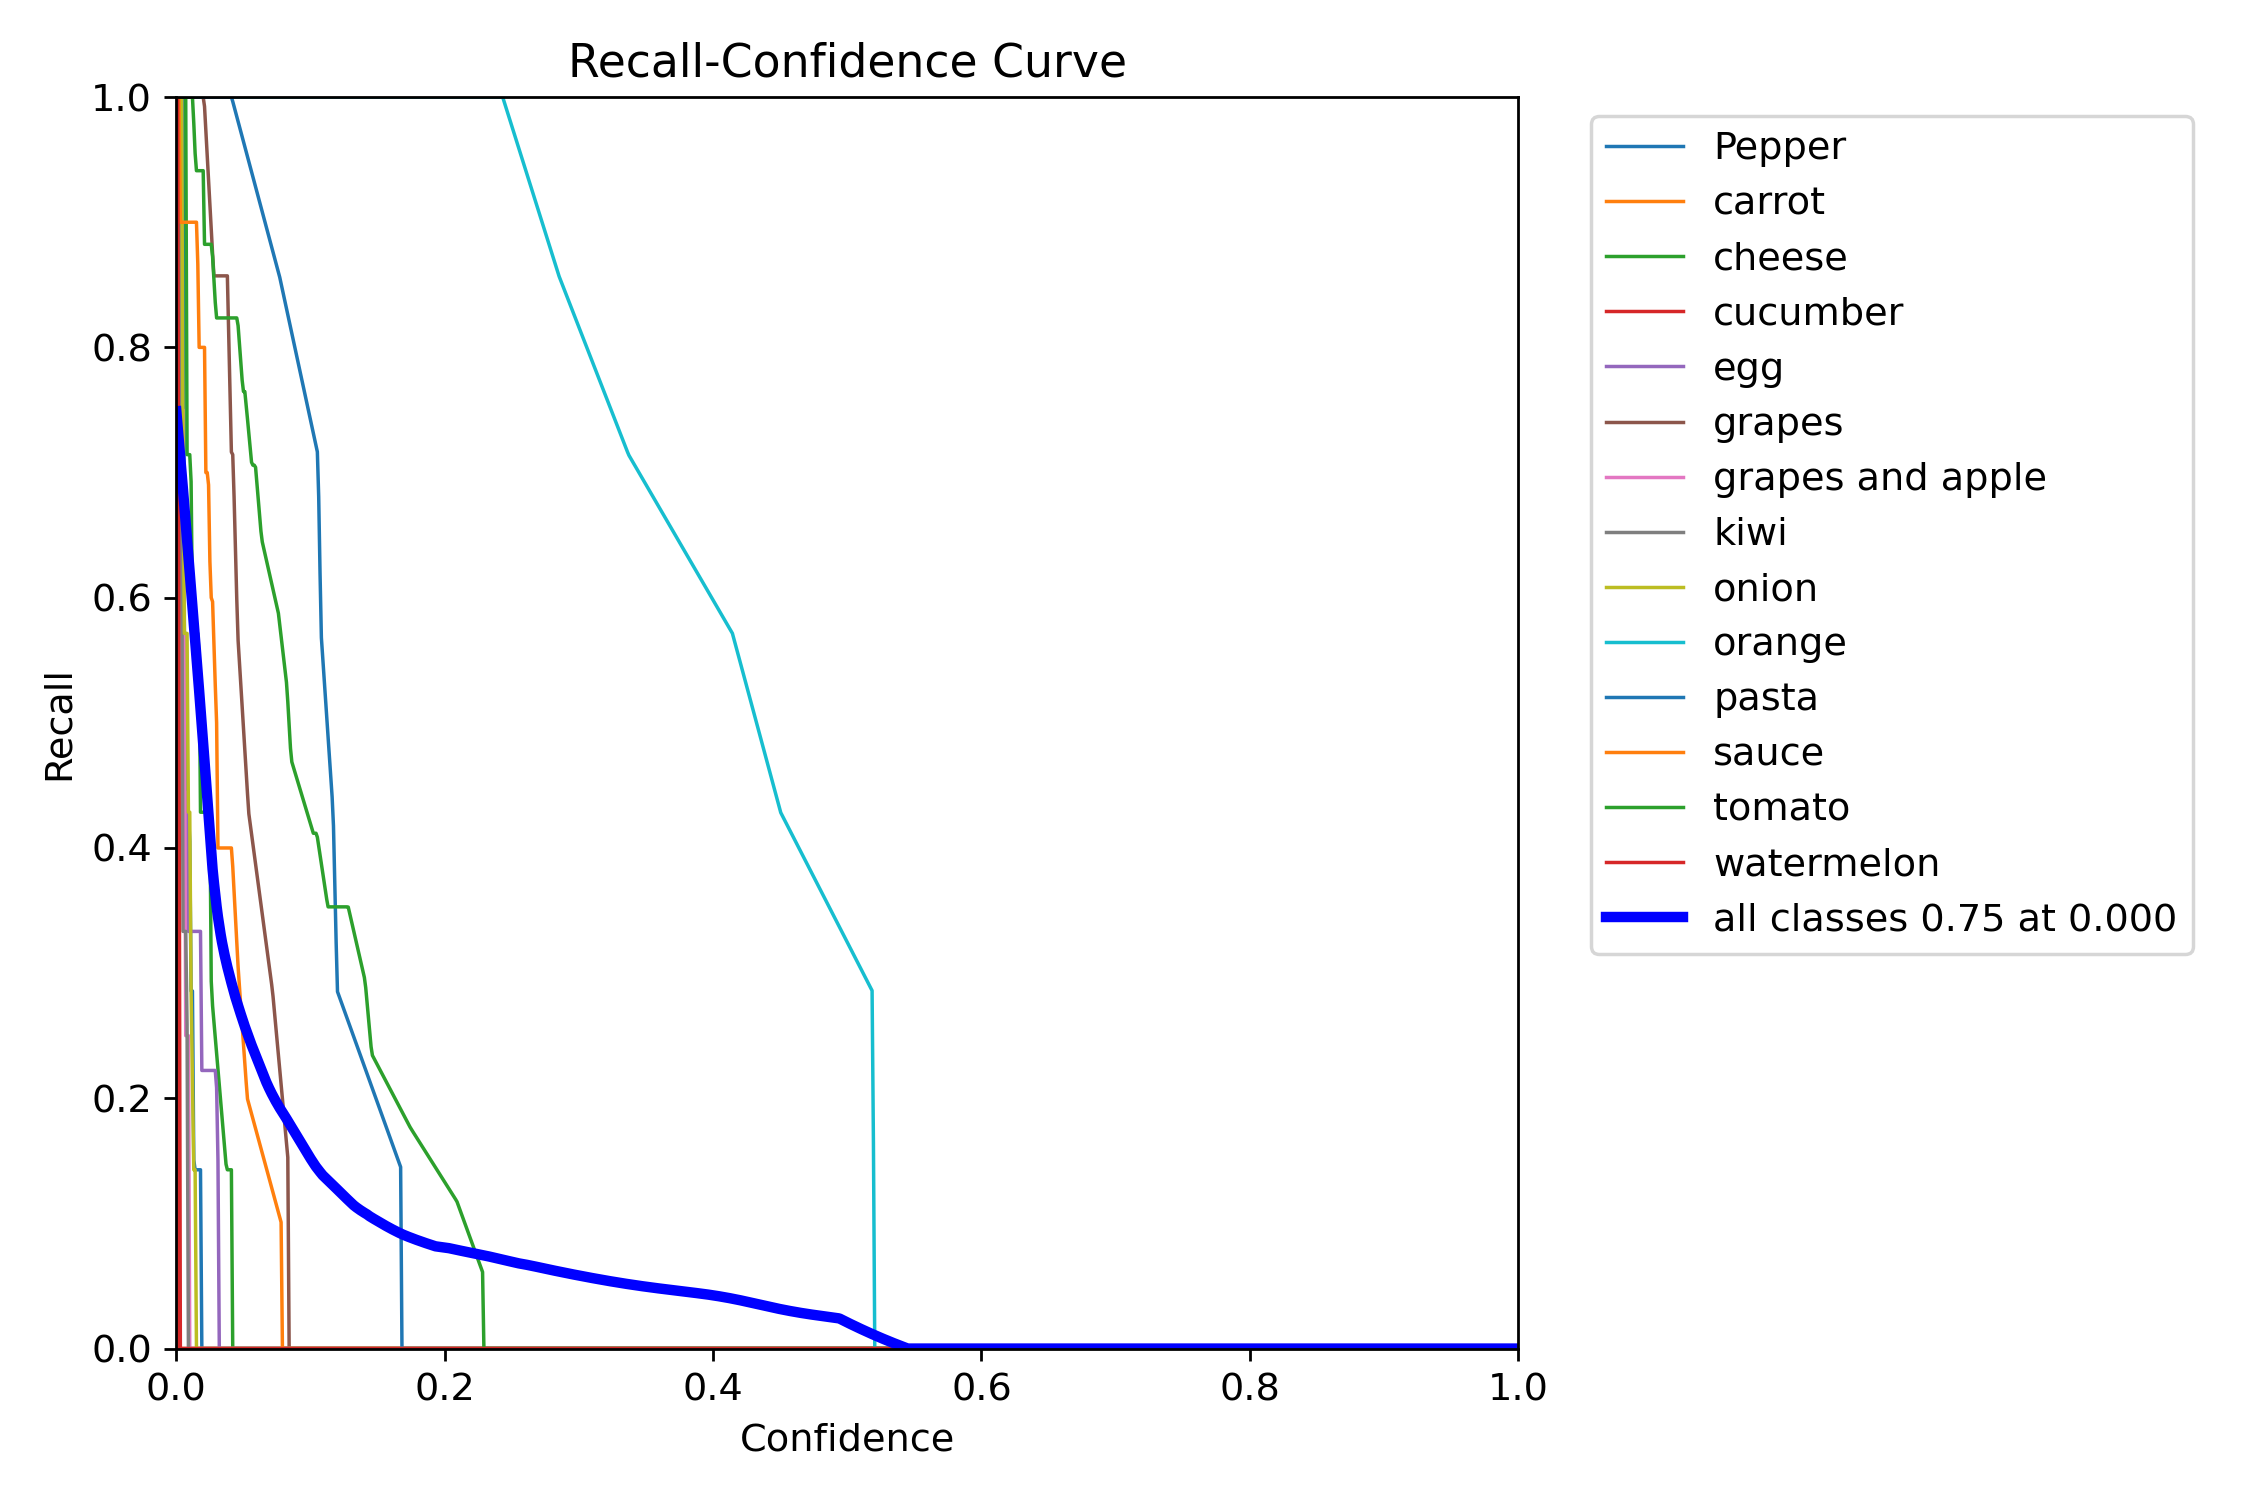 Recall-Confidence Curve
1.0
0.8
0.6
0.4
0.2
0.0
Recall
0.0 0.2 0.4 0.6 0.8 1.0
Confidence
Pepper
carrot
cheese
cucumber
egg
grapes
grapes and apple
kiwi
onion
orange
pasta
sauce
tomato
watermelon
all classes 0.75 at 0.000